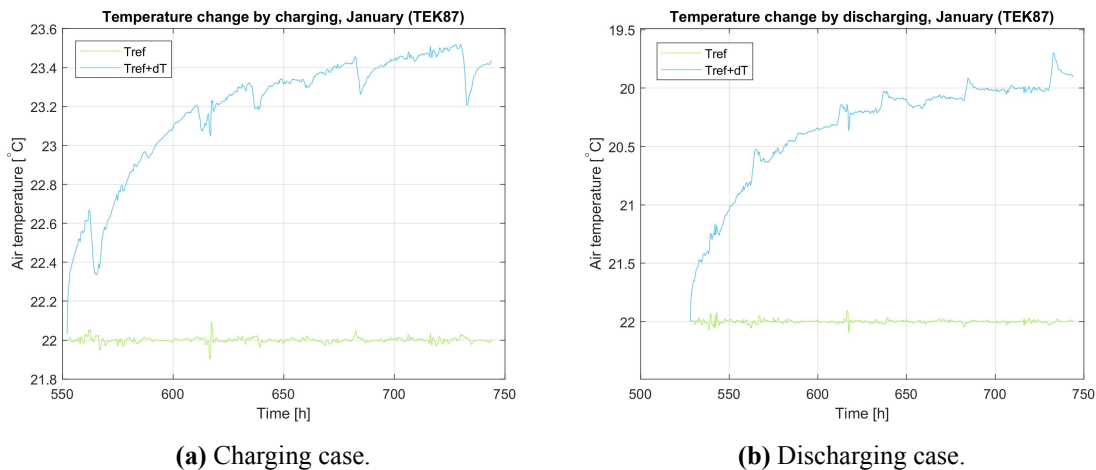 Temperature change by charging, January (TEK87)
Tref
Tref+dT
23.6
23.4
23.2
23
22.8
22.6
22.4
22.2
22
21.8
Air temperature [°C]
550
600
650
700
750
Time [h]
(a) Charging case.
Temperature change by discharging, January (TEK87)
Tref
Tref+dT
19.5
20
20.5
21
21.5
22
Air temperature [°C]
500
550
600
650
700
750
Time [h]
(b) Discharging case.